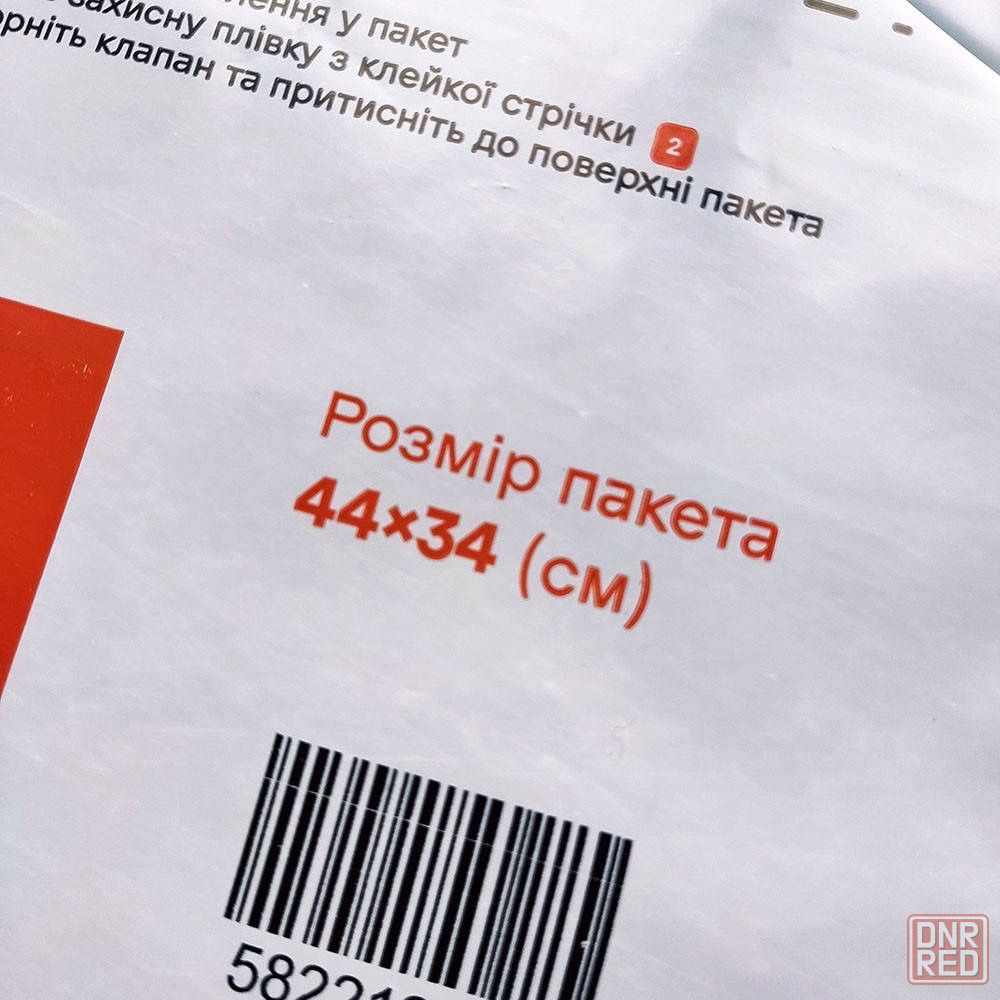 лення у пакет
захисну плівку з клейкої стрічки 2
рніть клапан та притисніть до поверхні пакета
Розмір пакета
44×34 (см)
DNR
RED